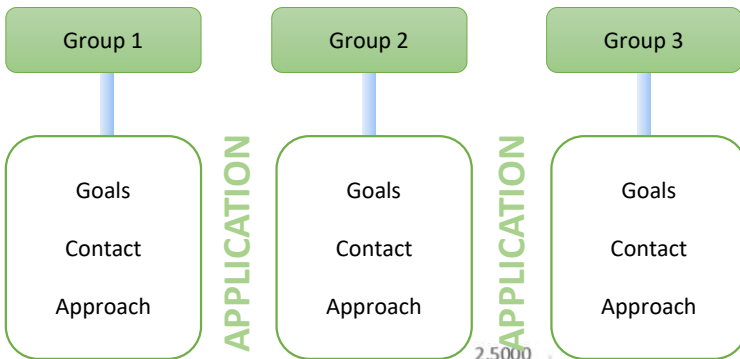 Group 1
Group 2
Group 3
Goals
Contact
Approach
APPLICATION
Goals
Contact
Approach
APPLICATION
Goals
Contact
Approach
2.5000